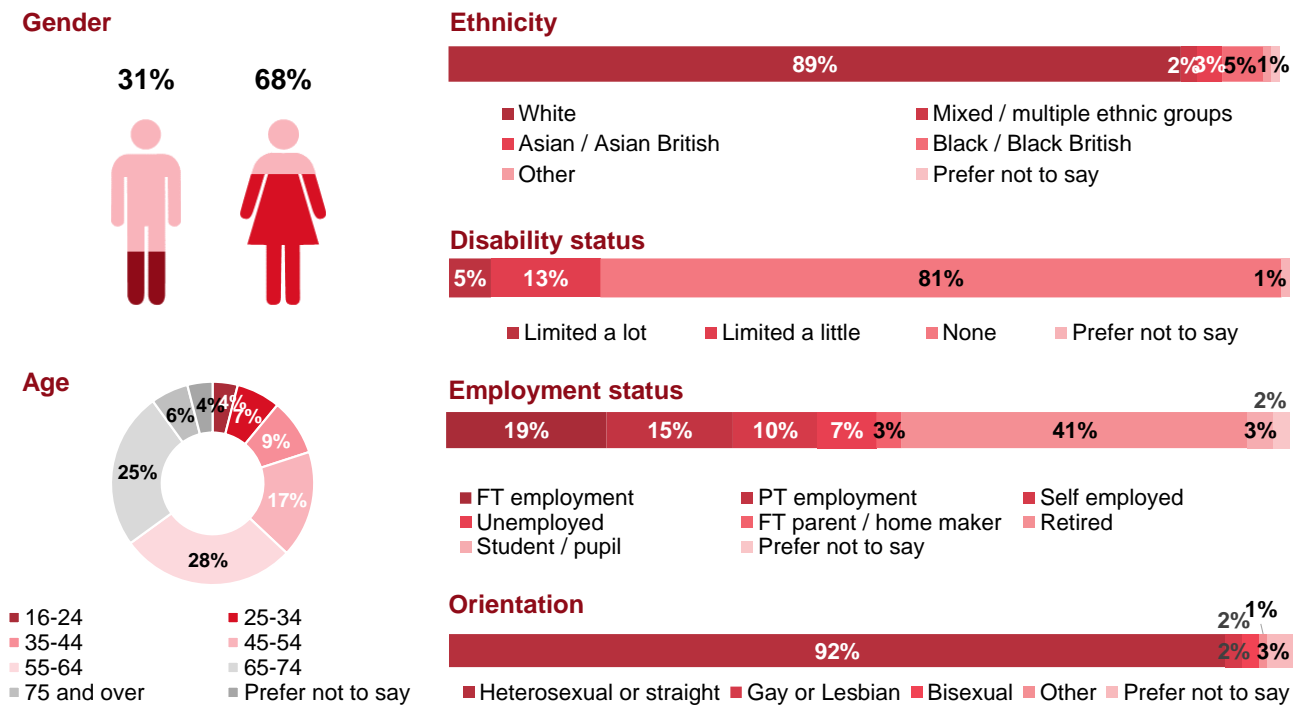 Gender
31% 68%
Age
4% 7% 9% 17% 28% 25% 6% 4%
16-24 25-34
35-44 45-54
55-64 65-74
75 and over Prefer not to say
Ethnicity
89% 2% 3% 5% 1%
White Mixed / multiple ethnic groups
Asian / Asian British Black / Black British
Other Prefer not to say
Disability status
5% 13% 81% 1%
Limited a lot Limited a little None Prefer not to say
Employment status
2%
19% 15% 10% 7% 3% 41% 3%
FT employment PT employment Self employed
Unemployed FT parent / home maker Retired
Student / pupil Prefer not to say
Orientation
2% 1%
92% 2% 3%
Heterosexual or straight Gay or Lesbian Bisexual Other Prefer not to say